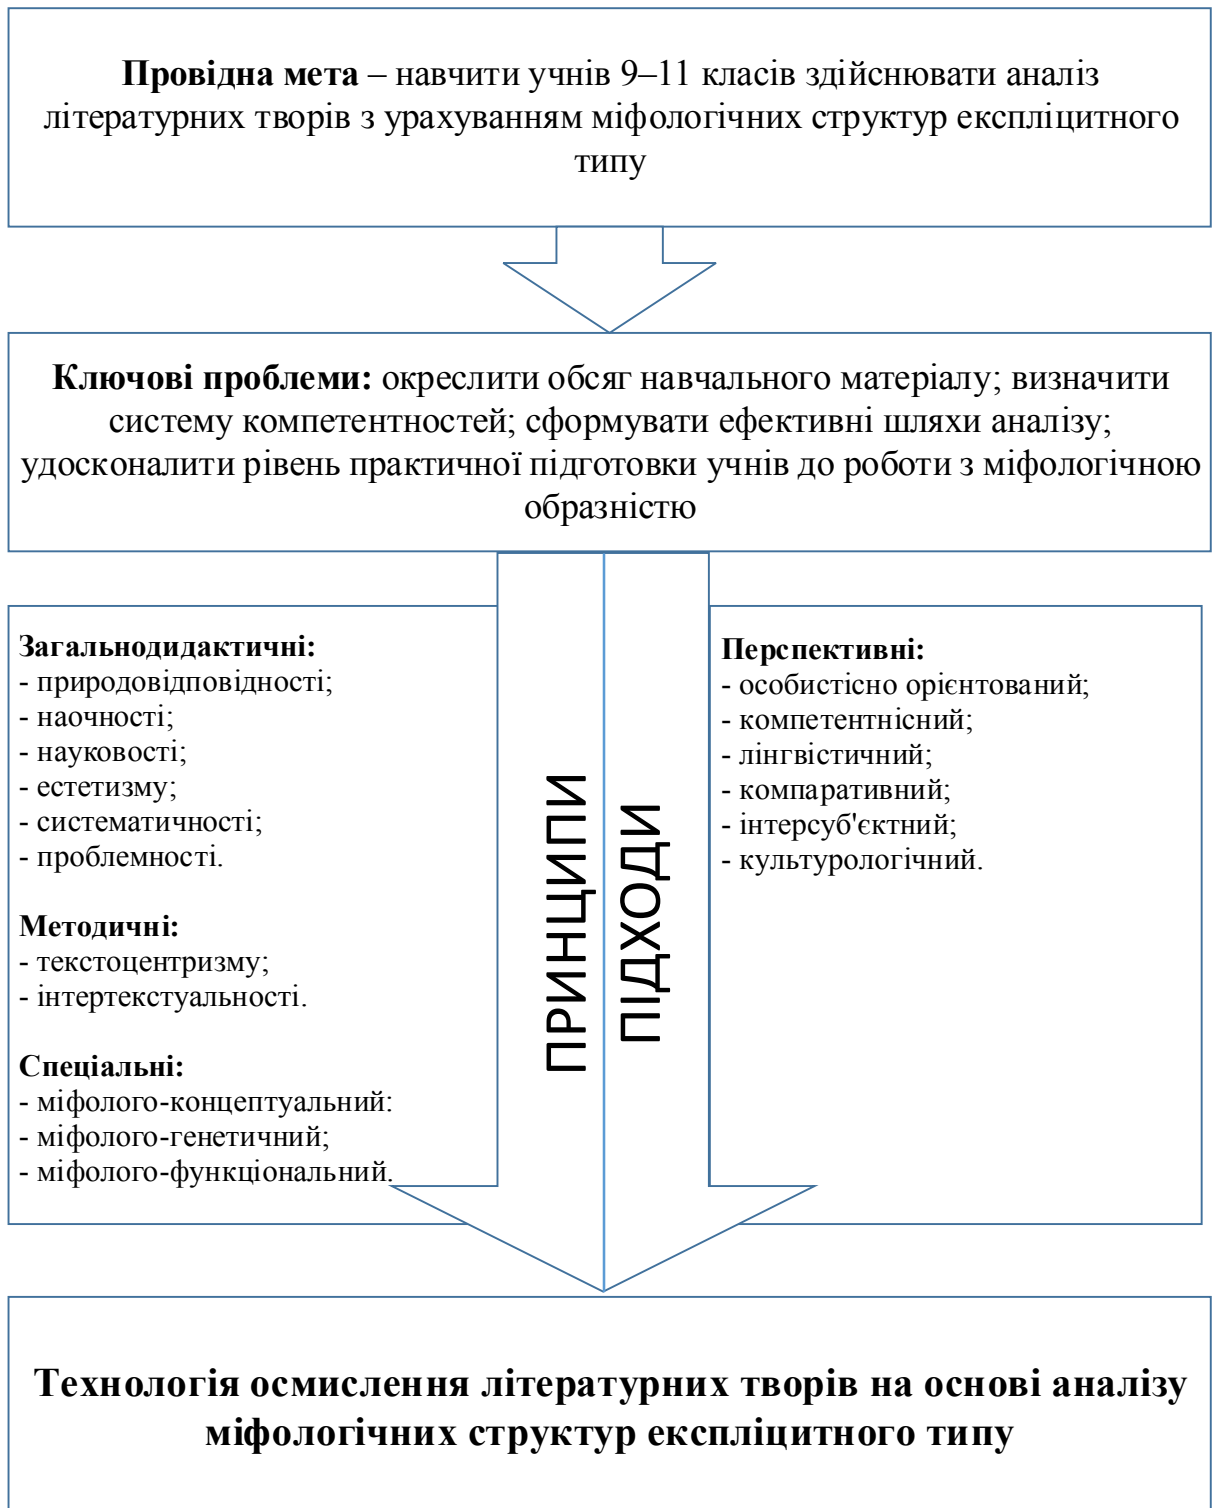 Провідна мета – навчити учнів 9–11 класів здійснювати аналіз
літературних творів з урахуванням міфологічних структур експліцитного
типу
Ключові проблеми: окреслити обсяг навчального матеріалу; визначити
систему компетентностей; сформувати ефективні шляхи аналізу;
удосконалити рівень практичної підготовки учнів до роботи з міфологічною
образністю
Загальнодидактичні:
- природовідповідності;
- наочності;
- науковості;
- естетизму;
- систематичності;
- проблемності.
Методичні:
- текстоцентризму;
- інтертекстуальності.
Спеціальні:
- міфолого-концептуальний:
- міфолого-генетичний;
- міфолого-функціональний.
ПРИНЦИПИ
ПІДХОДИ
Перспективні:
- особистісно орієнтований;
- компетентнісний;
- лінгвістичний;
- компаративний;
- інтерсуб'єктний;
- культурологічний.
Технологія осмислення літературних творів на основі аналізу
міфологічних структур експліцитного типу